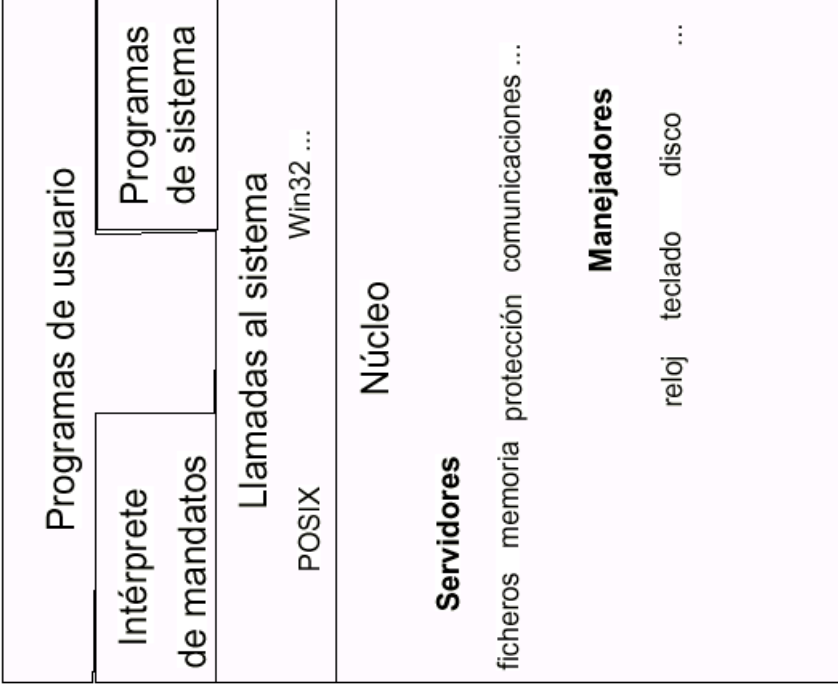 Programas de usuario
Intérprete
de mandatos
Programas
de sistema
Llamadas al sistema
POSIX Win32 ...
Núcleo
Servidores
ficheros memoria protección comunicaciones ...
Manejadores
reloj teclado disco ...